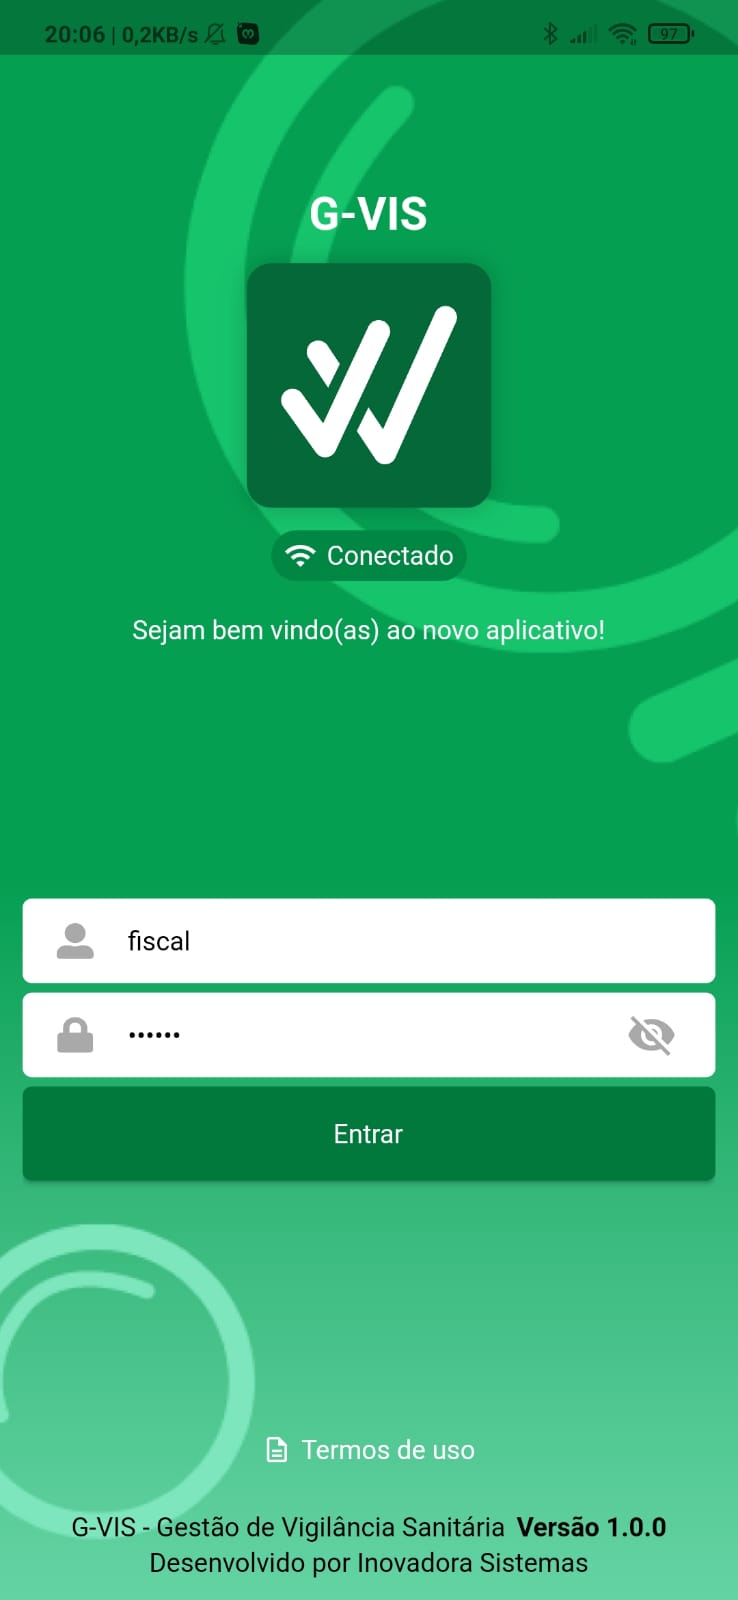 20:06 | 0,2KB/s
97
G-VIS
Conectado
Sejam bem vindo(as) ao novo aplicativo!
fiscal
••••••
Entrar
Termos de uso
G-VIS - Gestão de Vigilância Sanitária Versão 1.0.0
Desenvolvido por Inovadora Sistemas